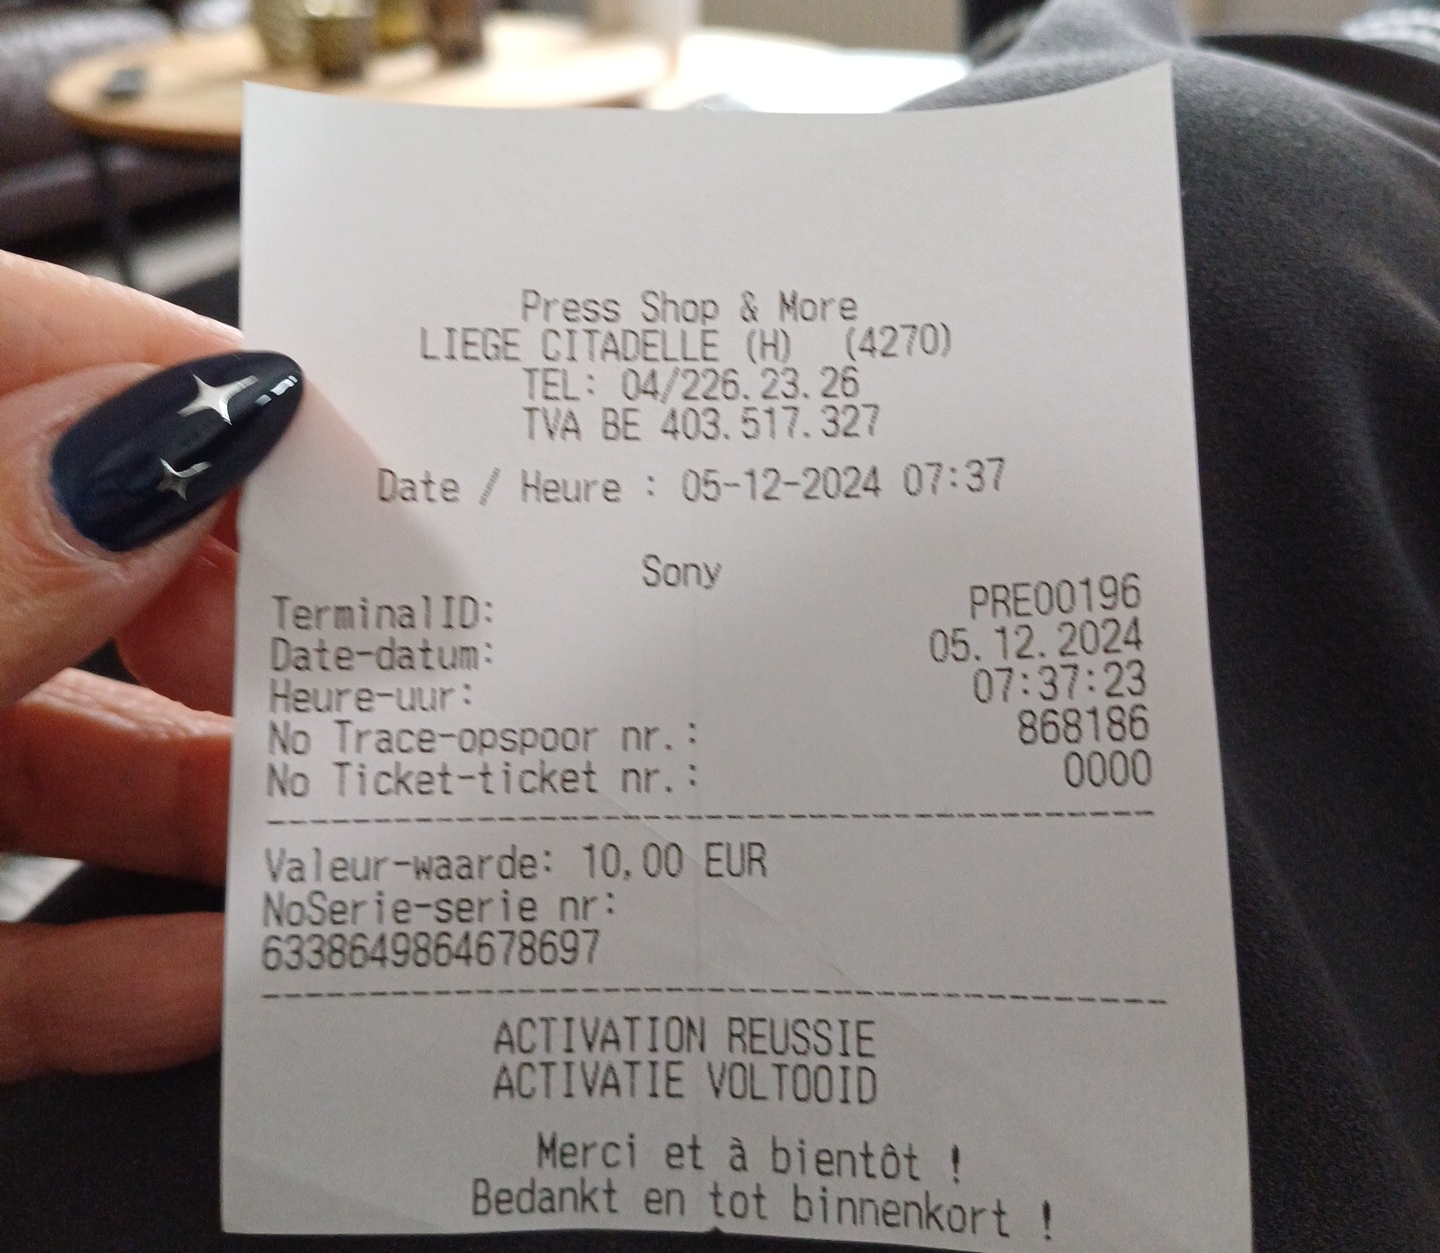 Press Shop & More
LIEGE CITADELLE (H) (4270)
TEL: 04/226.23.26
TVA BE 403.517.327
Date / Heure : 05-12-2024 07:37
Sony
TerminalID: PRE00196
Date-datum: 05.12.2024
Heure-uur: 07:37:23
No Trace-opspoor nr.: 868186
No Ticket-ticket nr.: 0000
Valeur-waarde: 10,00 EUR
NoSerie-serie nr:
6338649864678697
ACTIVATION REUSSIE
ACTIVATIE VOLTOOID
Merci et à bientôt !
Bedankt en tot binnenkort !